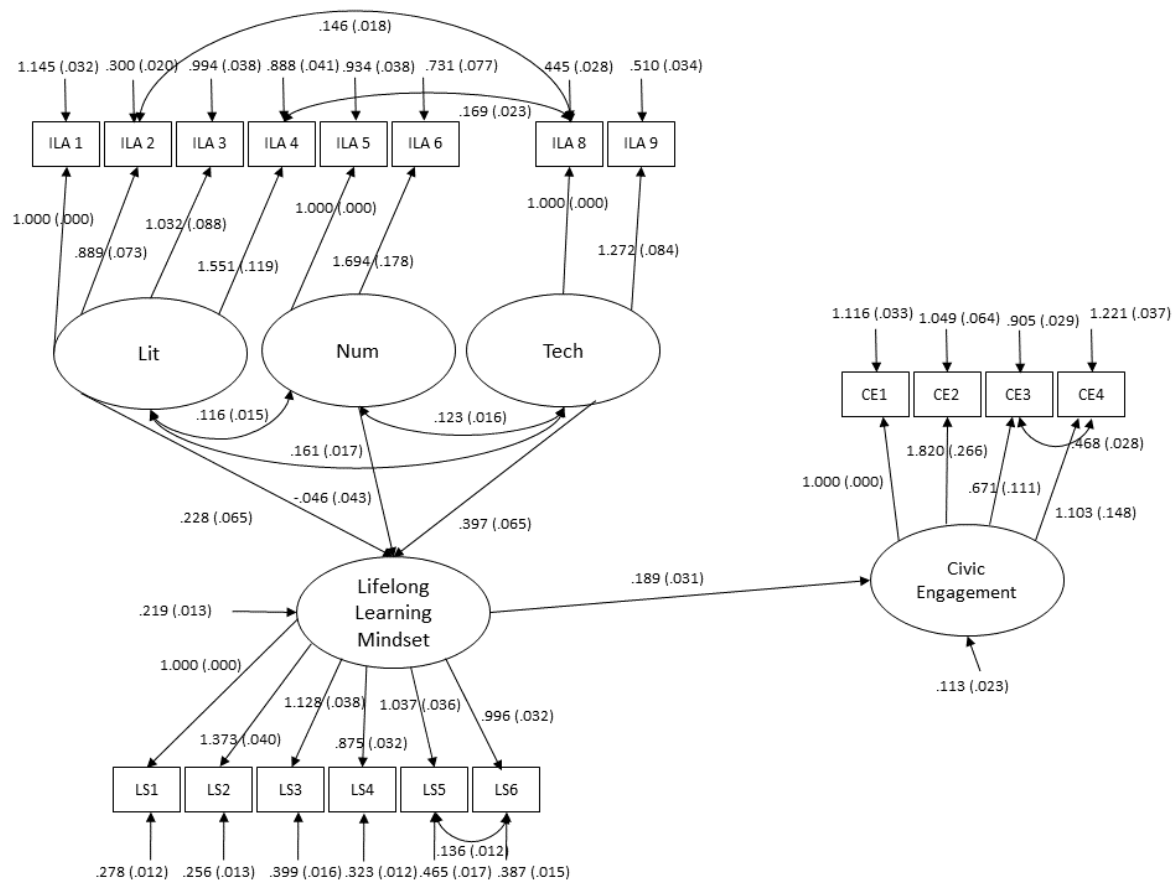 .146 (.018)
1.145 (.032) .300 (.020) .994 (.038) .888 (.041) .934 (.038) .731 (.077) 445 (.028) .510 (.034)
.169 (.023)
ILA 1 ILA 2 ILA 3 ILA 4 ILA 5 ILA 6 ILA 8 ILA 9
1.000 (.000) 1.032 (.088) 1.000 (.000) 1.000 (.000)
.889 (.073) 1.551 (.119) 1.694 (.178) 1.272 (.084)
Lit Num Tech
1.116 (.033) 1.049 (.064) .905 (.029) 1.221 (.037)
CE1 CE2 CE3 CE4
.116 (.015) .123 (.016)
.161 (.017)
1.820 (.266) .468 (.028)
1.000 (.000) .671 (.111)
1.103 (.148)
-.046 (.043)
.228 (.065) .397 (.065)
Civic
Engagement
.189 (.031)
Lifelong
Learning
Mindset
.219 (.013)
.113 (.023)
1.000 (.000) 1.128 (.038) 1.037 (.036) .996 (.032)
1.373 (.040) .875 (.032)
LS1 LS2 LS3 LS4 LS5 LS6
.136 (.012)
.278 (.012) .256 (.013) .399 (.016) .323 (.012) .465 (.017) .387 (.015)